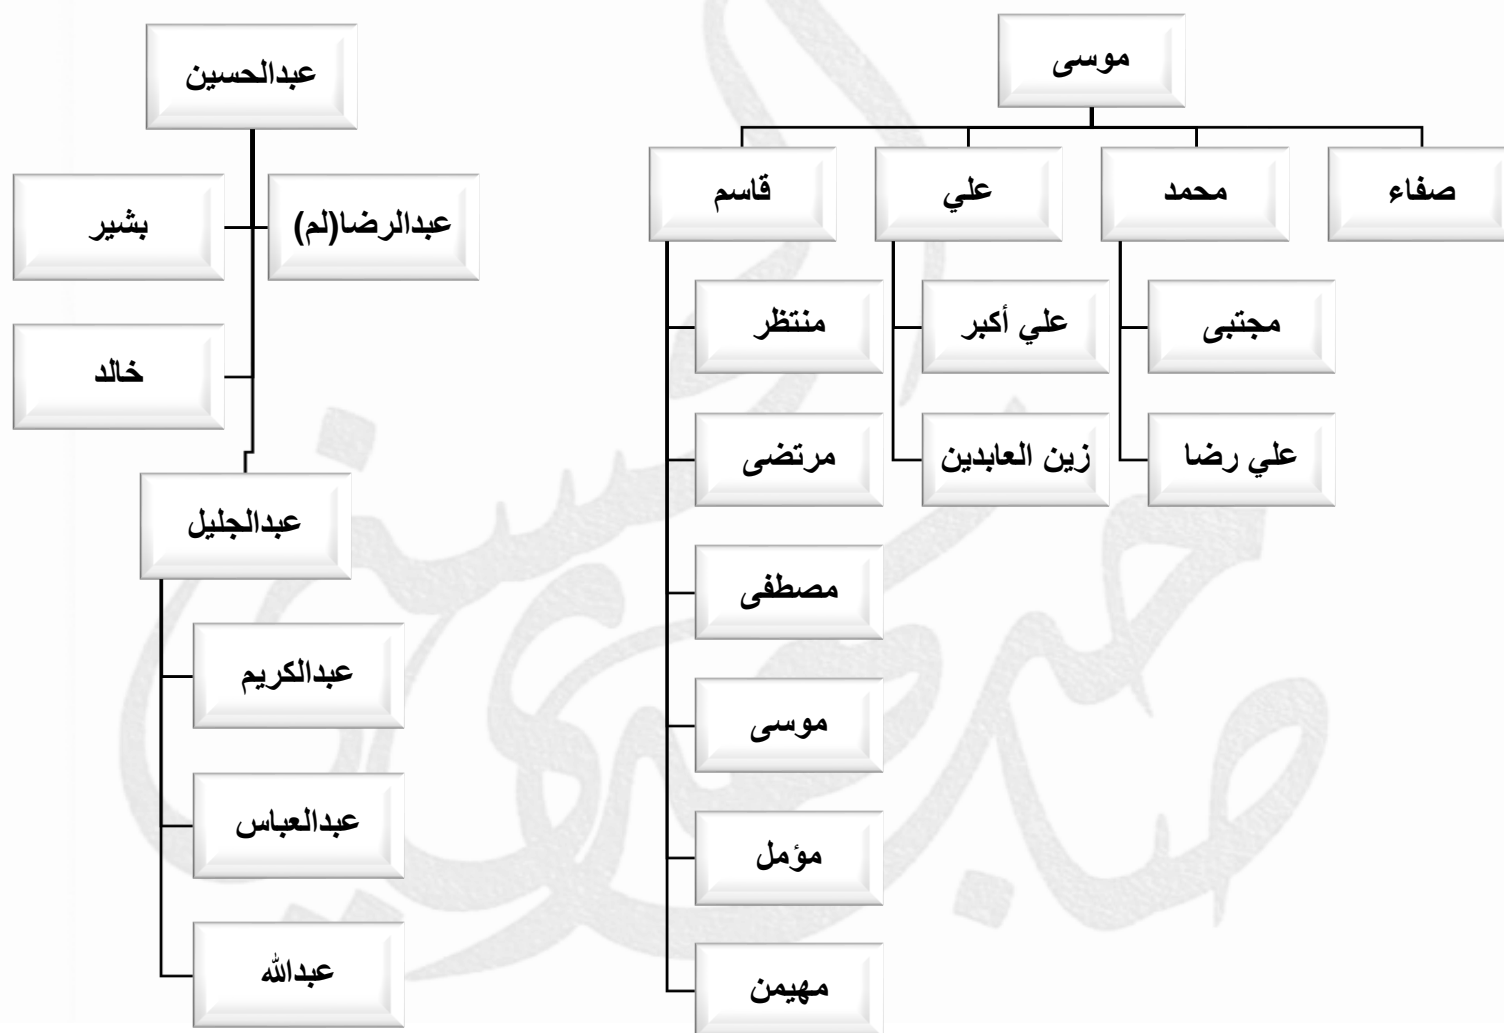 موسى
صفاء
محمد
علي
قاسم
مجتبى
علي رضا
علي أكبر
زين العابدين
منتظر
مرتضى
مصطفى
موسى
مؤمل
مهيمن
عبدالحسين
عبدالرضا(لم)
بشير
خالد
عبدالجليل
عبدالكريم
عبدالعباس
عبدالله